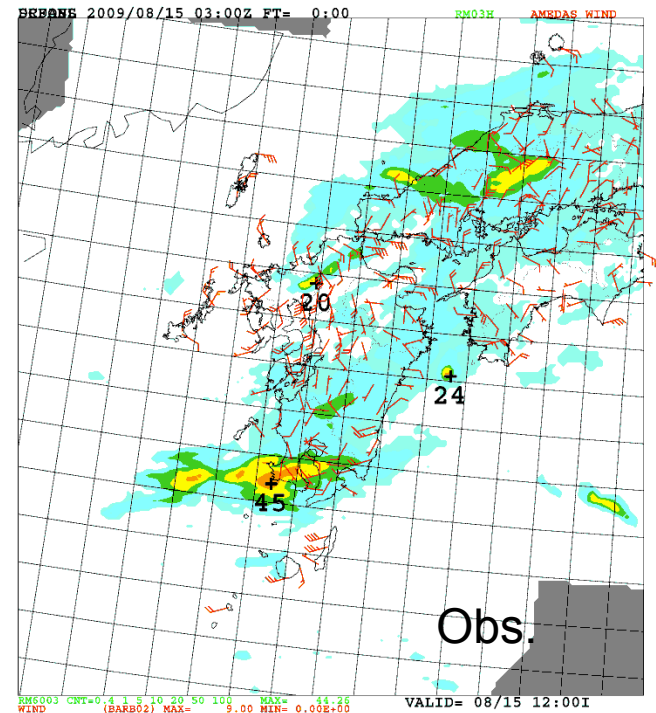 2009/08/15 03:00Z FT= 0:00 RM03H AMEDAS WIND
20
24
45
Obs.
RM6003 CNT=0.4 1 5 10 20 50 100 MAX= 44.26
WIND (BARB02) MAX= 9.00 MIN= 0.00E+00
VALID= 08/15 12:00I